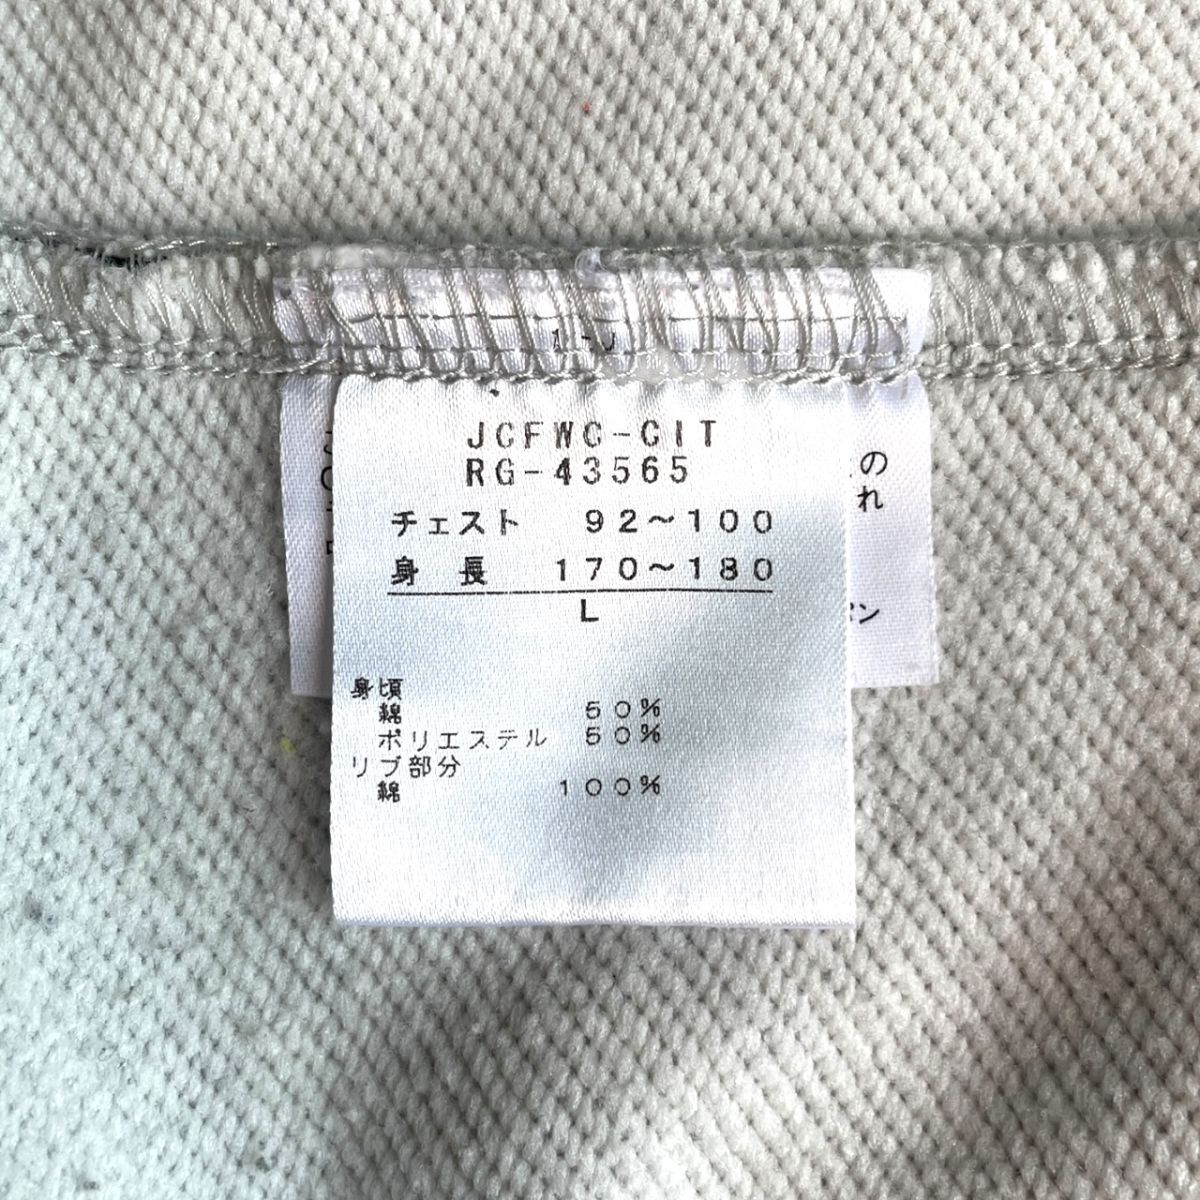 JCFWC-CIT
RG-43565
チェスト 92～100
身 長 170～180
L
身頃
綿 50%
ポリエステル 50%
リブ部分
綿 100%
の
れ
ン